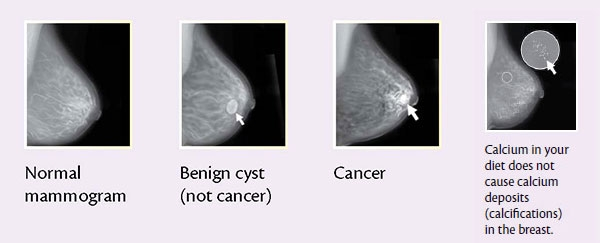 Normal
mammogram
Benign cyst
(not cancer)
Cancer
Calcium in your
diet does not
cause calcium
deposits
(calcifications)
in the breast.